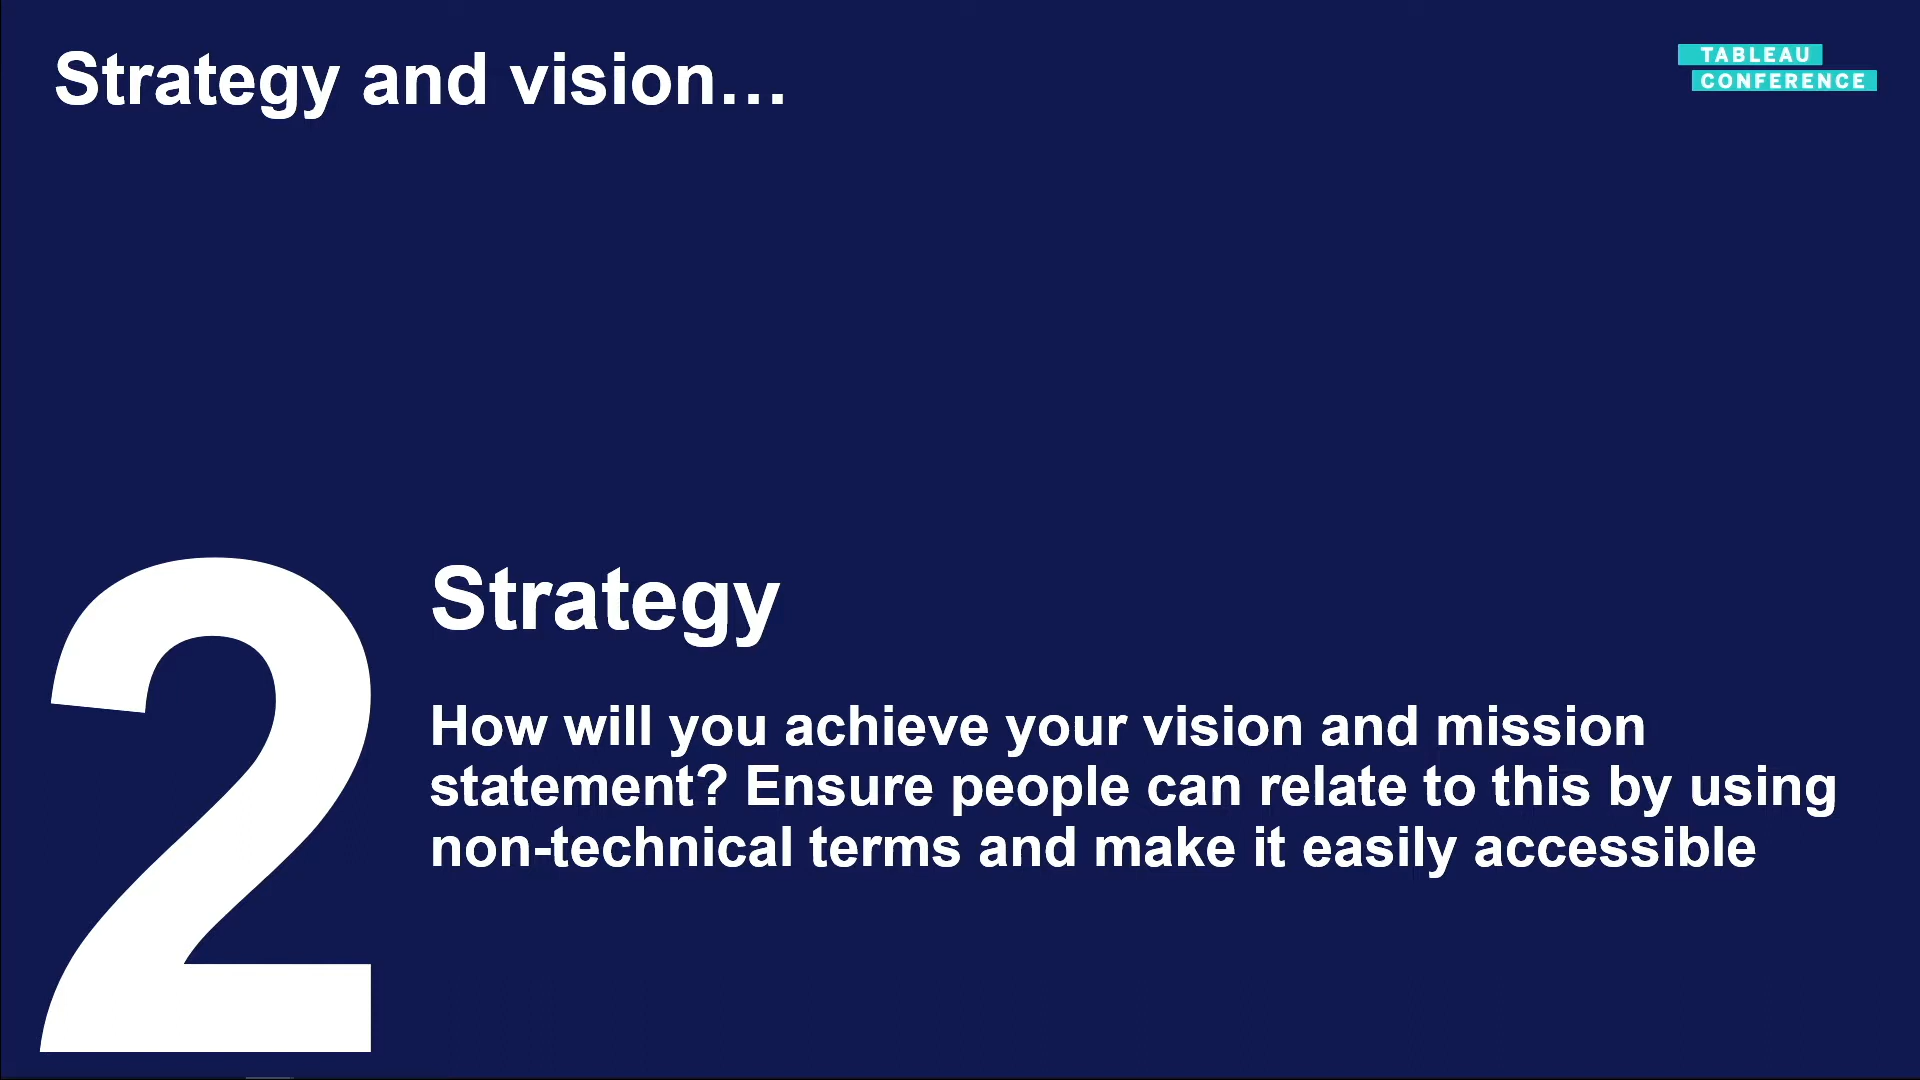 Strategy and vision…
TABLEAU
CONFERENCE
2
Strategy
How will you achieve your vision and mission
statement? Ensure people can relate to this by using
non-technical terms and make it easily accessible